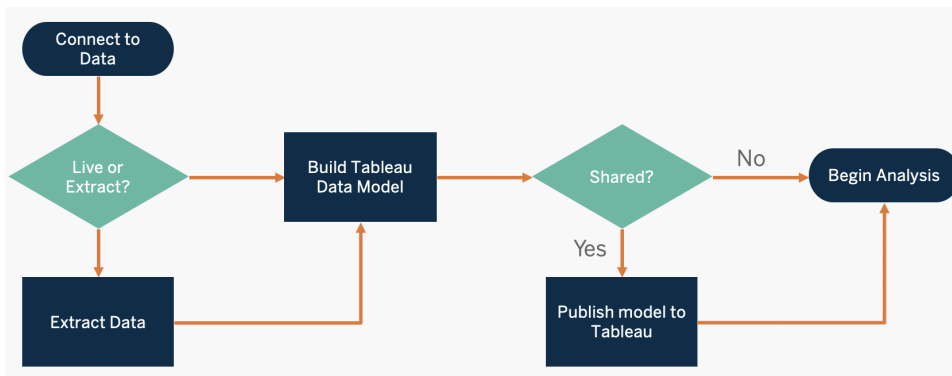 Connect to
Data
Live or
Extract?
Extract Data
Build Tableau
Data Model
Shared?
No
Yes
Publish model to
Tableau
Begin Analysis